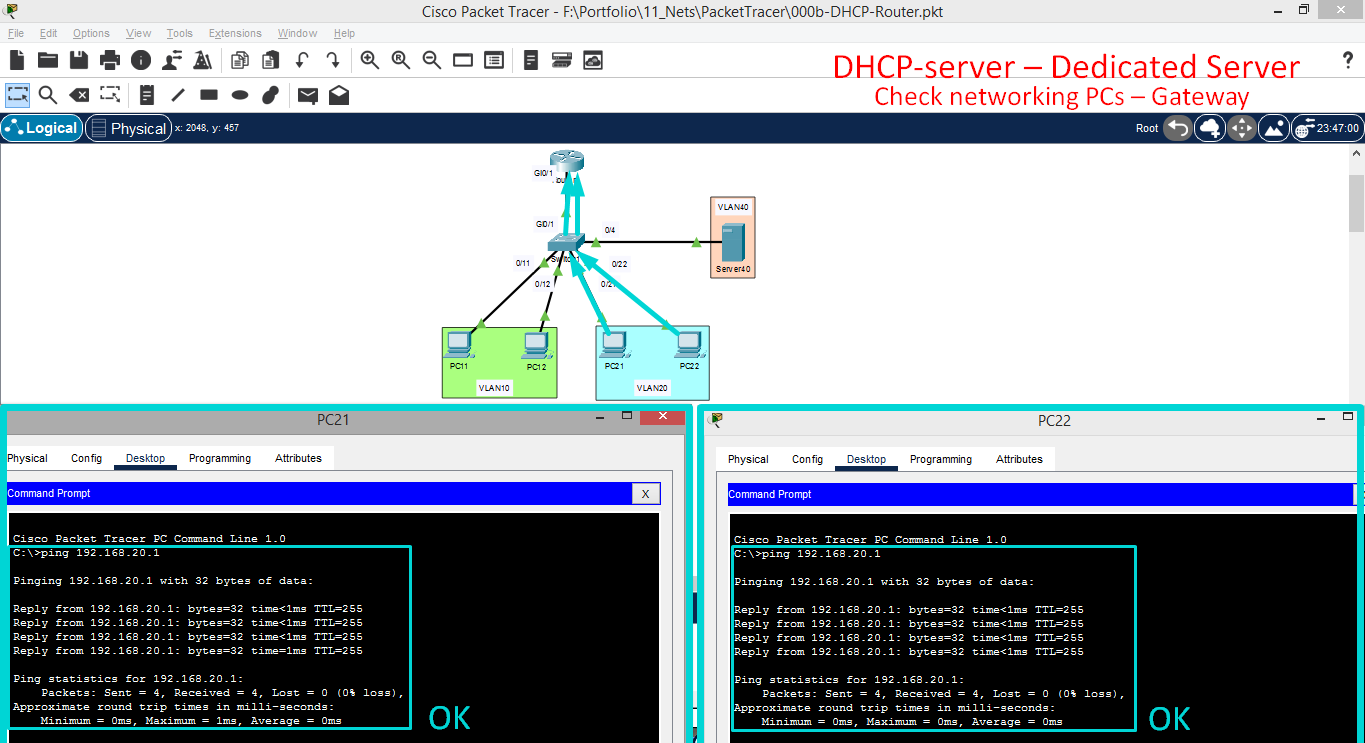 Cisco Packet Tracer - F:\Portfolio\11_Nets\PacketTracer\000b-DHCP-Router.pkt
File Edit Options View Tools Extensions Window Help
DHCP-server – Dedicated Server
Check networking PCs – Gateway
?
Logical Physical x: 2048, y: 457
Root 23:47:00
GI0/1
GI0/1
0/4
VLAN40
Server40
0/11
0/22
0/12
PC11
PC12
VLAN10
PC21
PC22
VLAN20
PC21
Physical Config Desktop Programming Attributes
Command Prompt X
Cisco Packet Tracer PC Command Line 1.0
C:\>ping 192.168.20.1
Pinging 192.168.20.1 with 32 bytes of data:
Reply from 192.168.20.1: bytes=32 time<1ms TTL=255
Reply from 192.168.20.1: bytes=32 time<1ms TTL=255
Reply from 192.168.20.1: bytes=32 time<1ms TTL=255
Reply from 192.168.20.1: bytes=32 time=1ms TTL=255
Ping statistics for 192.168.20.1:
Packets: Sent = 4, Received = 4, Lost = 0 (0% loss),
Approximate round trip times in milli-seconds:
Minimum = 0ms, Maximum = 1ms, Average = 0ms
OK
PC22
Physical Config Desktop Programming Attributes
Command Prompt
Cisco Packet Tracer PC Command Line 1.0
C:\>ping 192.168.20.1
Pinging 192.168.20.1 with 32 bytes of data:
Reply from 192.168.20.1: bytes=32 time<1ms TTL=255
Reply from 192.168.20.1: bytes=32 time<1ms TTL=255
Reply from 192.168.20.1: bytes=32 time<1ms TTL=255
Reply from 192.168.20.1: bytes=32 time<1ms TTL=255
Ping statistics for 192.168.20.1:
Packets: Sent = 4, Received = 4, Lost = 0 (0% loss),
Approximate round trip times in milli-seconds:
Minimum = 0ms, Maximum = 0ms, Average = 0ms
OK